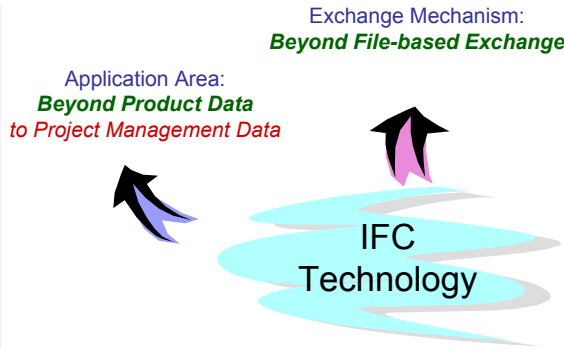 Exchange Mechanism:
Beyond File-based Exchange
Application Area:
Beyond Product Data
to Project Management Data
IFC
Technology